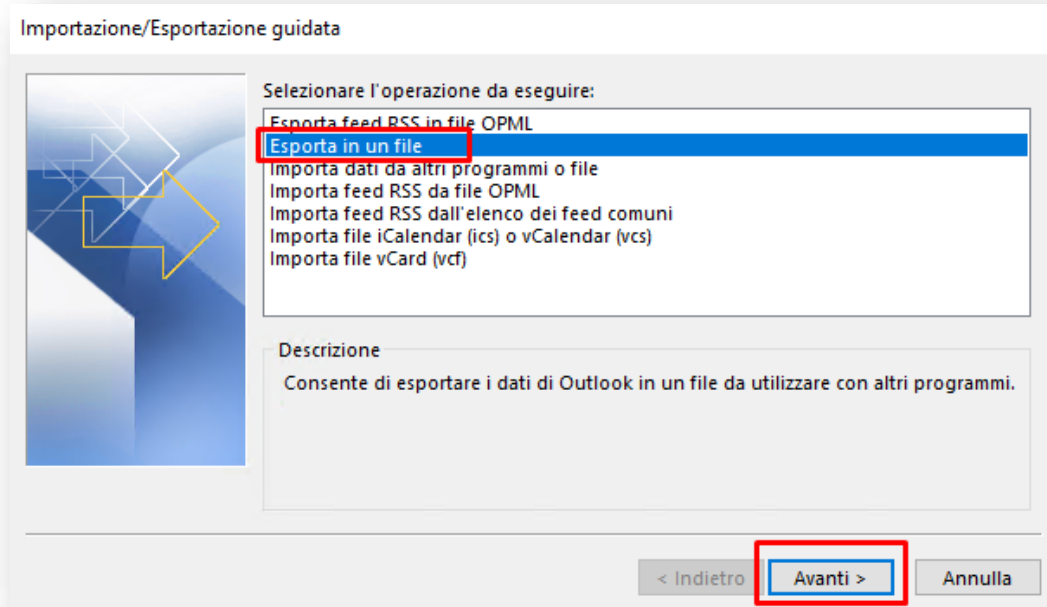 Importazione/Esportazione guidata
Selezionare l'operazione da eseguire:
Esporta feed RSS in file OPML
Esporta in un file
Importa dati da altri programmi o file
Importa feed RSS da file OPML
Importa feed RSS dall'elenco dei feed comuni
Importa file iCalendar (ics) o vCalendar (vcs)
Importa file vCard (vcf)
Descrizione
Consente di esportare i dati di Outlook in un file da utilizzare con altri programmi.
< Indietro
Avanti >
Annulla